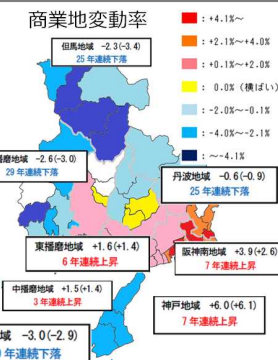 商業地変動率
: +4.1%~
: +2.1%~+4.0%
: +0.1%~+2.0%
: 0.0% (横ばい)
: -2.0%~-0.1%
: -4.0%~-2.1%
: ~-4.1%
但馬地域 -2.3(-3.4)
25年連続下落
播磨地域 -2.6(-3.0)
29年連続下落
丹波地域 -0.6(-0.9)
25年連続下落
東播磨地域 +1.6(+1.4)
6年連続上昇
阪神南地域 +3.9(+2.6)
7年連続上昇
中播磨地域 +1.5(+1.4)
3年連続上昇
神戸地域 +6.0(+6.1)
7年連続上昇
域 -3.0(-2.9)
年連続下落